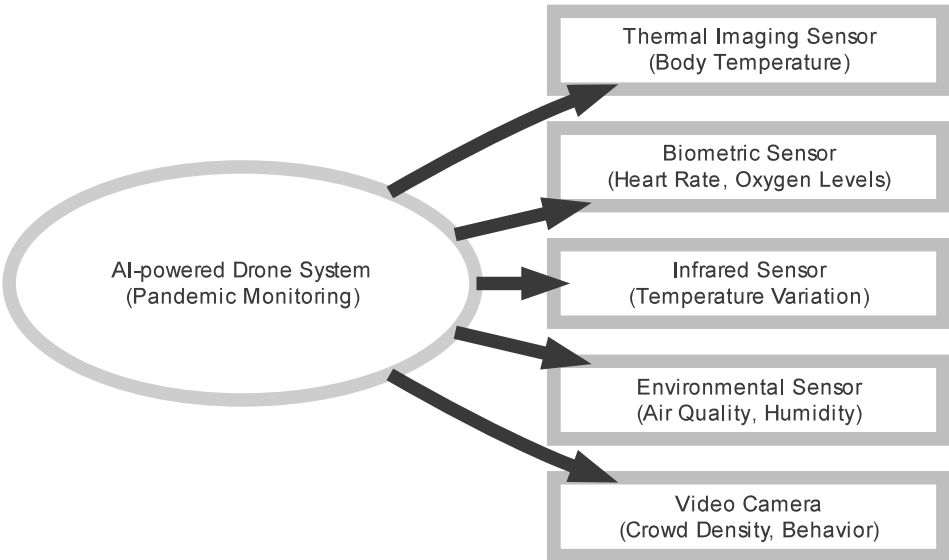 Thermal Imaging Sensor
(Body Temperature)
Biometric Sensor
(Heart Rate, Oxygen Levels)
AI-powered Drone System
(Pandemic Monitoring)
Infrared Sensor
(Temperature Variation)
Environmental Sensor
(Air Quality, Humidity)
Video Camera
(Crowd Density, Behavior)